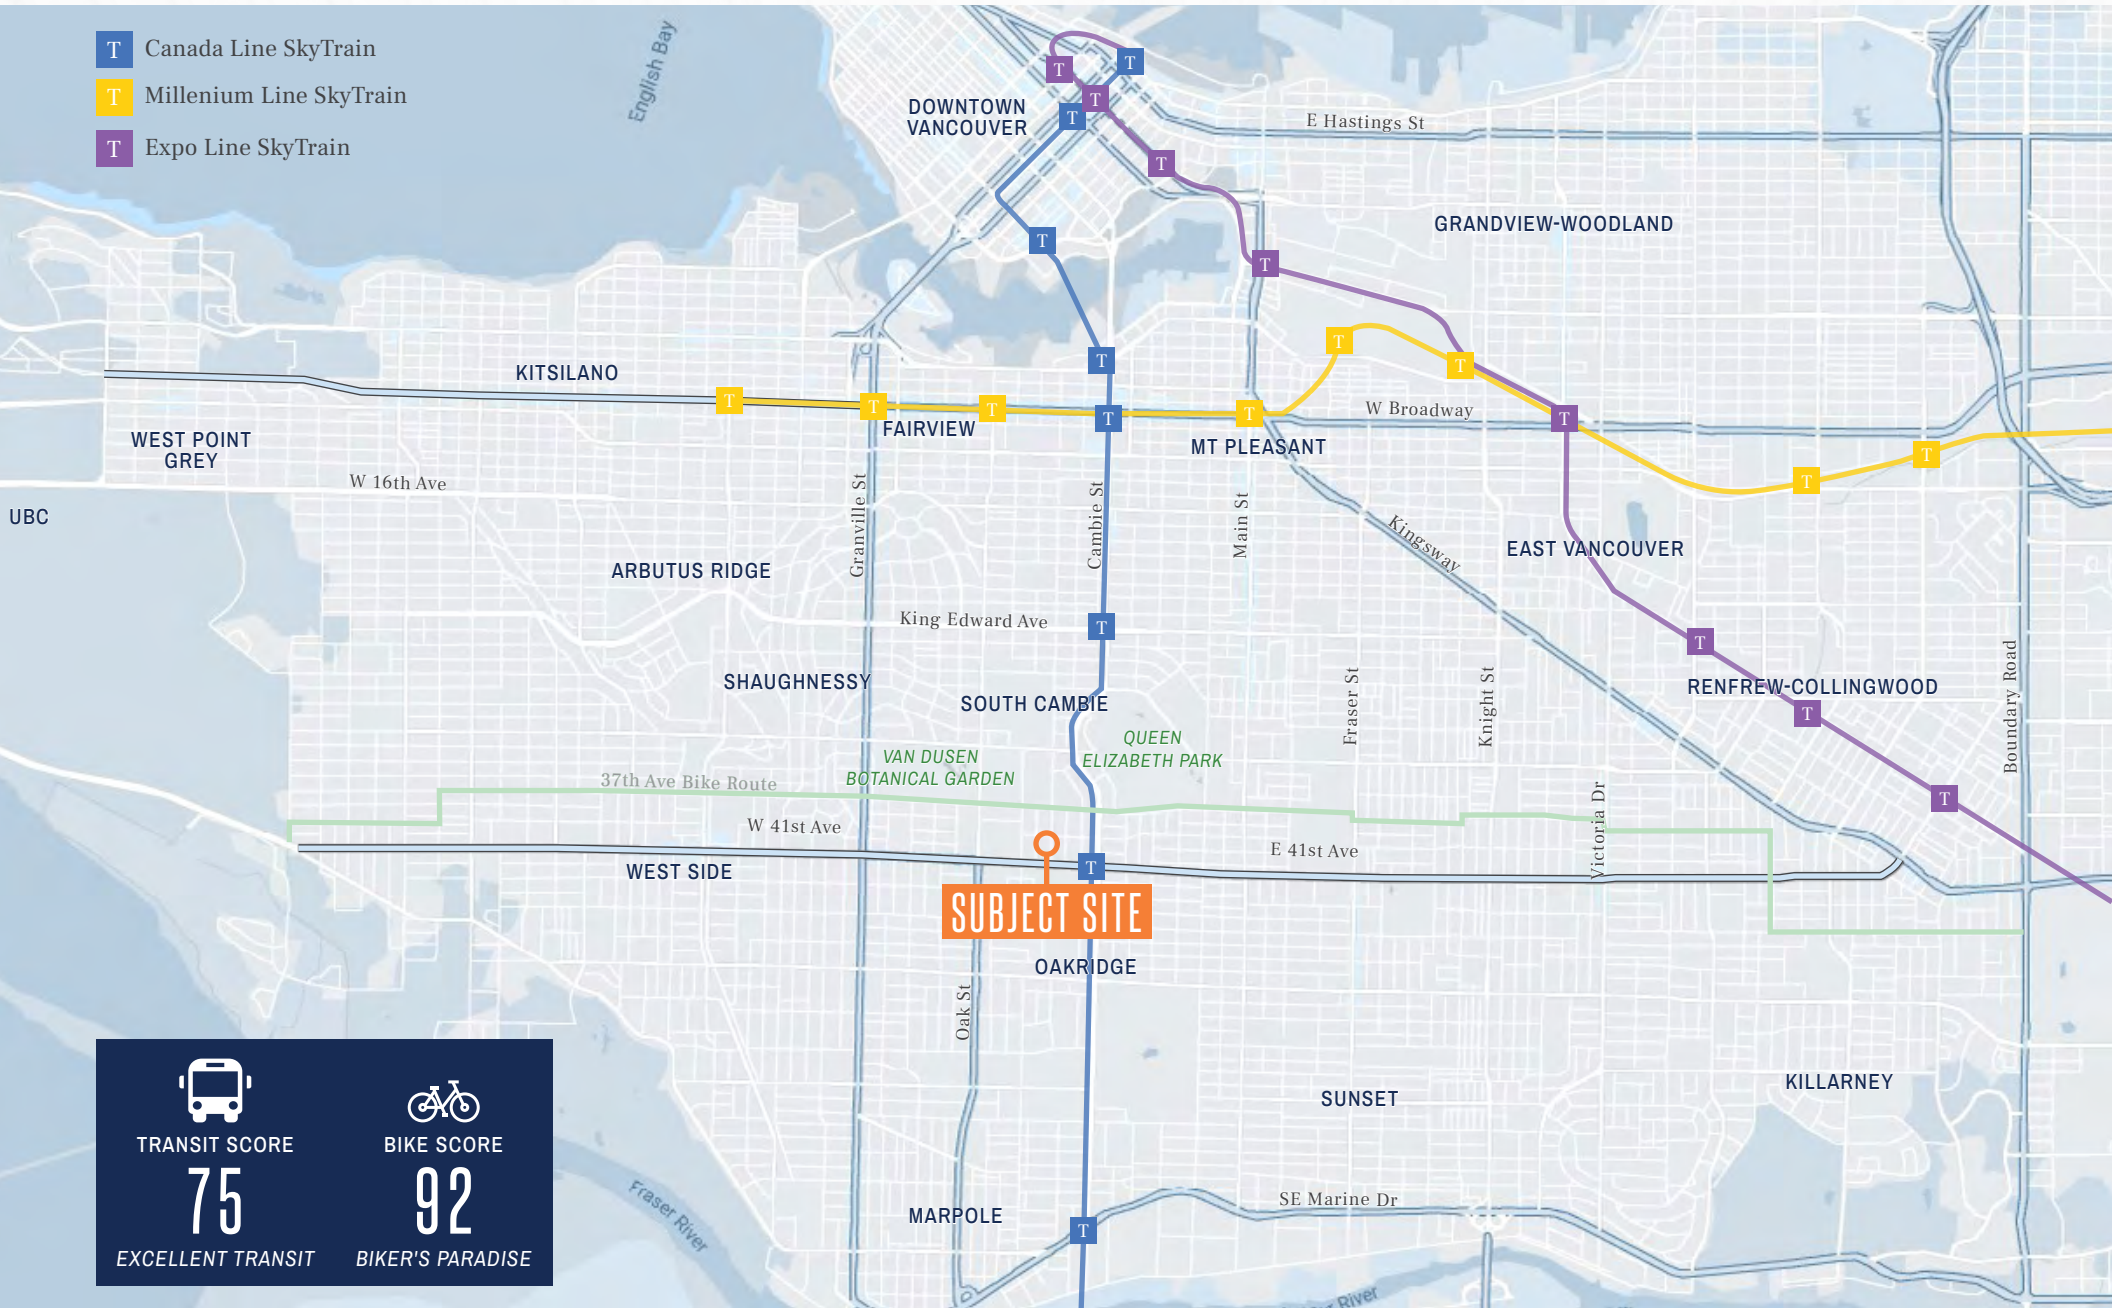 T Canada Line SkyTrain
T Millenium Line SkyTrain
T Expo Line SkyTrain
English Bay
DOWNTOWN
VANCOUVER
T
T
T
T
T
E Hastings St
GRANDVIEW-WOODLAND
T
T
T
T
T
KITSILANO
T
T
T
T
T
W Broadway
T
FAIRVIEW
MT PLEASANT
WEST POINT
GREY
T
T
W 16th Ave
UBC
Granville St
Cambie St
Main St
Kingsway
EAST VANCOUVER
ARBUTUS RIDGE
King Edward Ave
T
T
SHAUGHNESSY
SOUTH CAMBIE
Fraser St
Knight St
RENFREW-COLLINGWOOD
T
Boundary Road
VAN DUSEN
BOTANICAL GARDEN
QUEEN
ELIZABETH PARK
37th Ave Bike Route
T
W 41st Ave
Victoria Dr
E 41st Ave
WEST SIDE
T
SUBJECT SITE
OAKRIDGE
Oak St
SUNSET
KILLARNEY
TRANSIT SCORE
75
EXCELLENT TRANSIT
BIKE SCORE
92
BIKER'S PARADISE
Fraser River
MARPOLE
T
SE Marine Dr
River